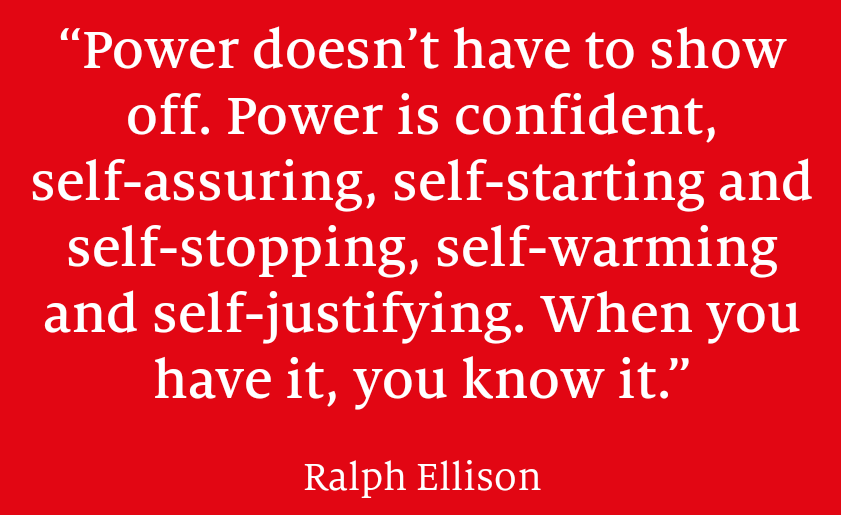 “Power doesn’t have to show
off. Power is confident,
self-assuring, self-starting and
self-stopping, self-warming
and self-justifying. When you
have it, you know it.”
Ralph Ellison